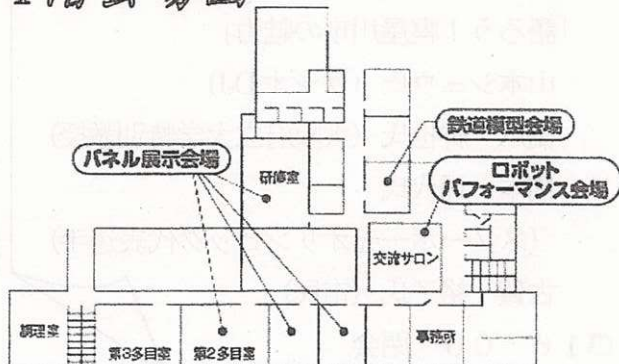 1階会場図
鉄道模型会場
パネル展示会場
研修室
ロボット
パフォーマンス会場
交流サロン
調理室
第3多目室
第2多目室
事務所